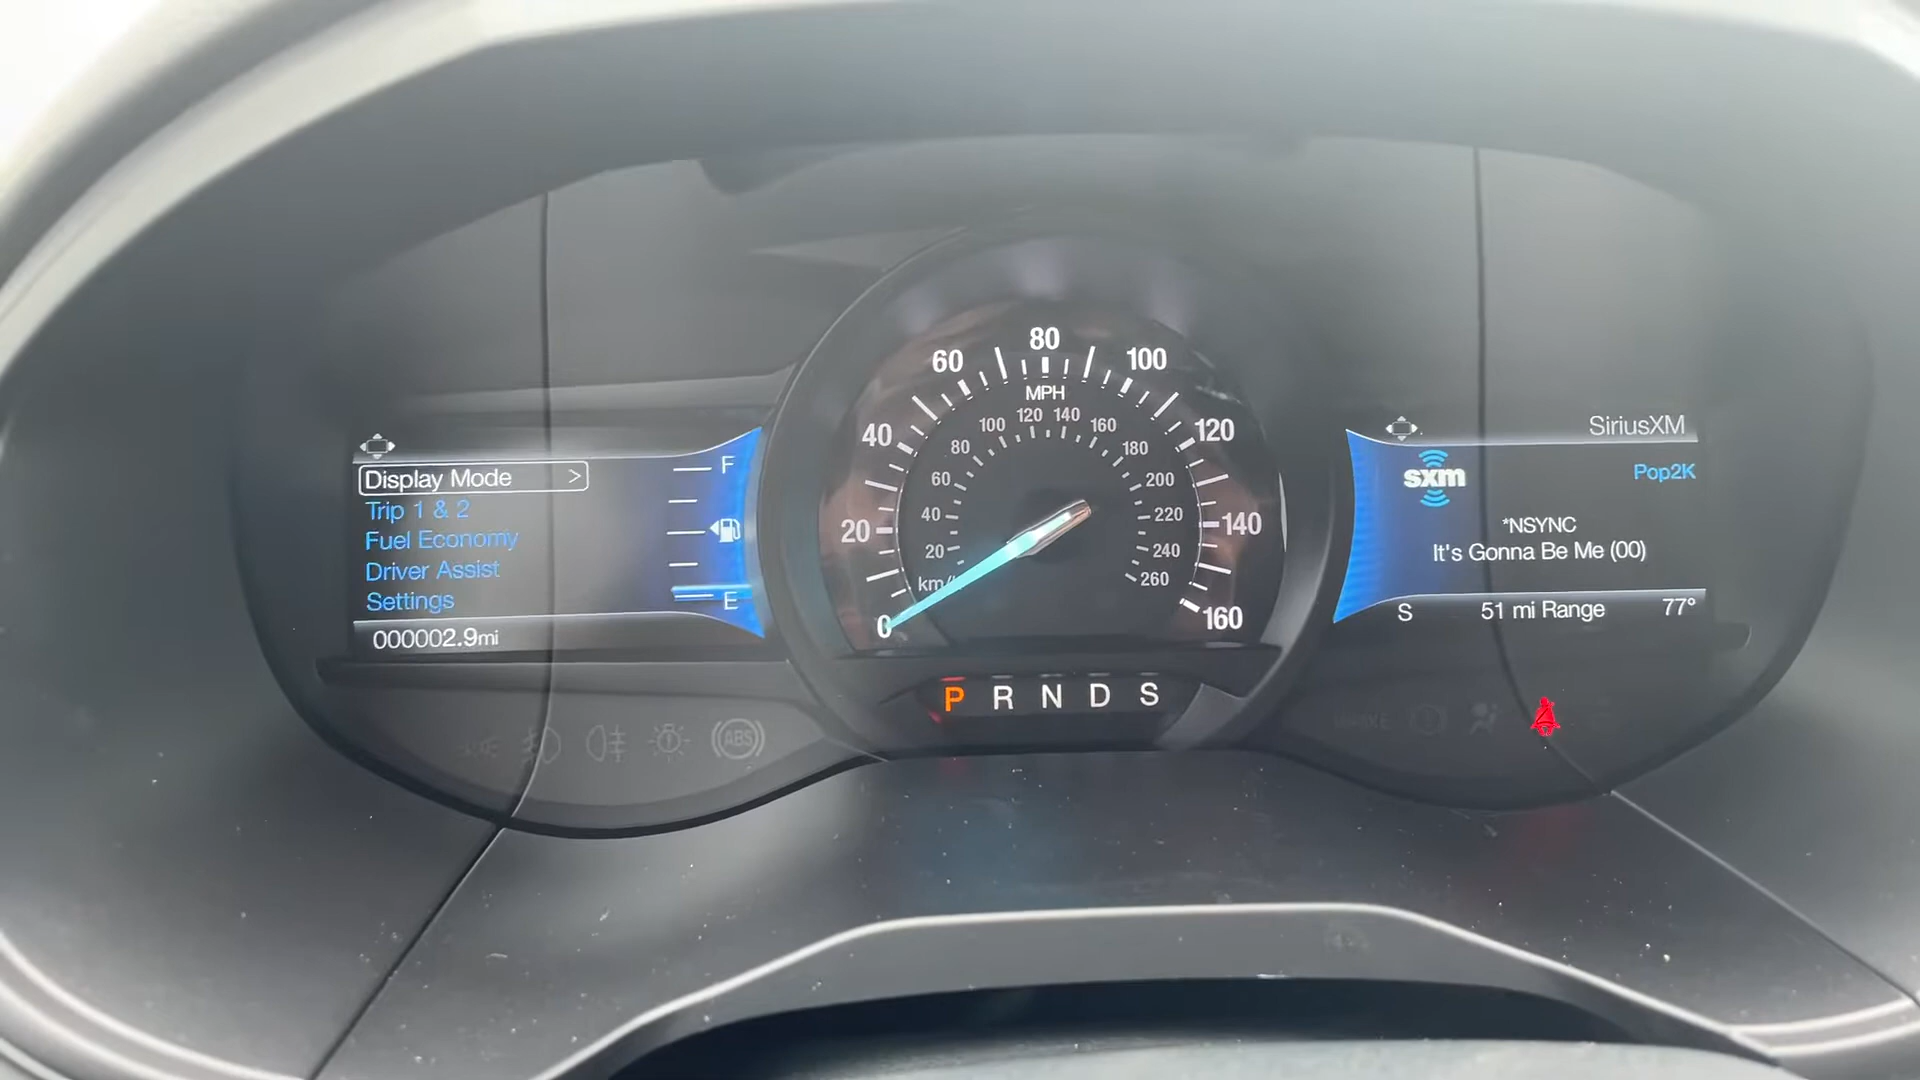 Display Mode >
Trip 1 & 2
Fuel Economy
Driver Assist
Settings
000002.9mi
F
E
0
20
40
60
80
100
120
140
160
MPH
km/
20
40
60
80
100
120
140
160
180
200
220
240
260
P R N D S
SiriusXM
sxm
Pop2K
*NSYNC
It's Gonna Be Me (00)
S 51 mi Range 77°
ABS